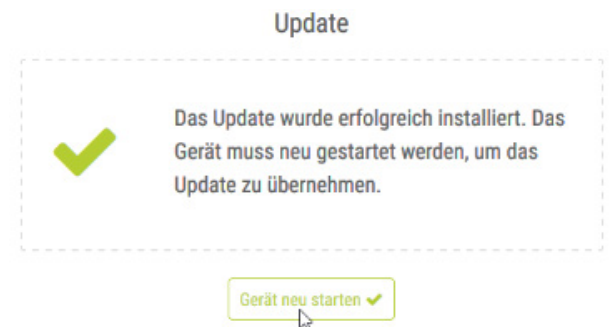 Update
Das Update wurde erfolgreich installiert. Das
Gerät muss neu gestartet werden, um das
Update zu übernehmen.
Gerät neu starten